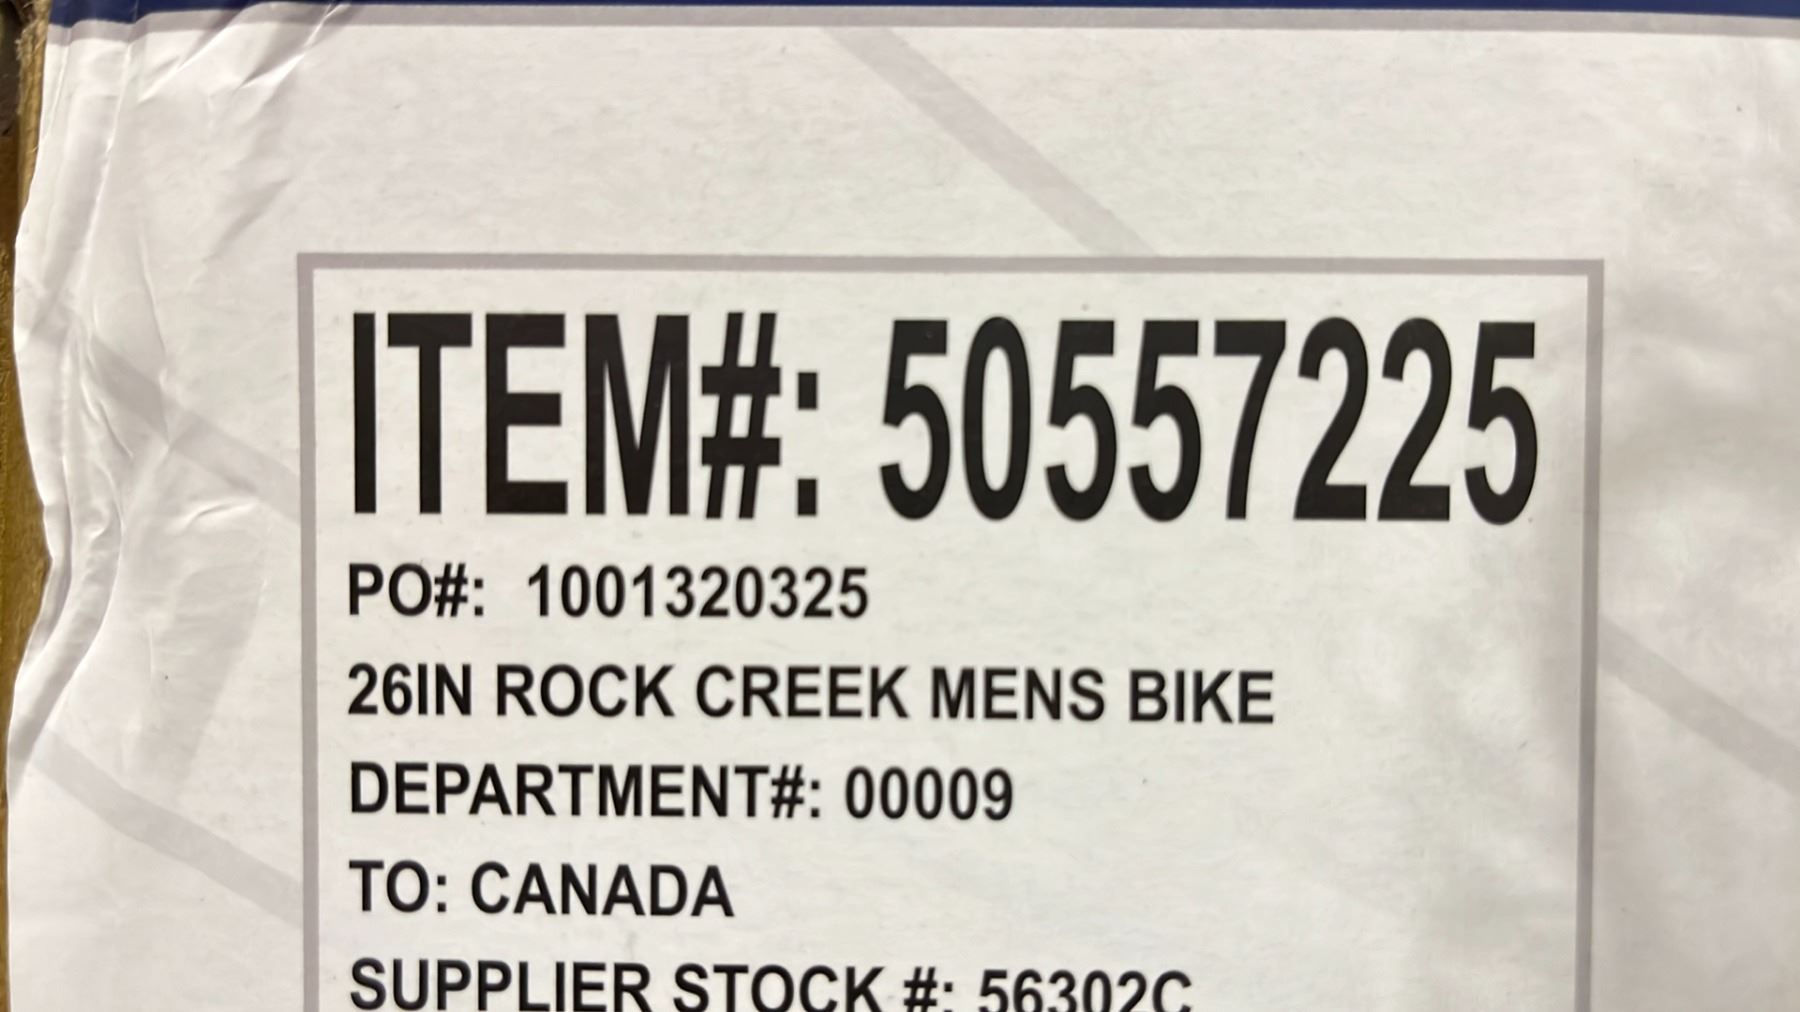 ITEM#: 50557225
PO#: 1001320325
26IN ROCK CREEK MENS BIKE
DEPARTMENT#: 00009
TO: CANADA
SUPPLIER STOCK #: 56302C